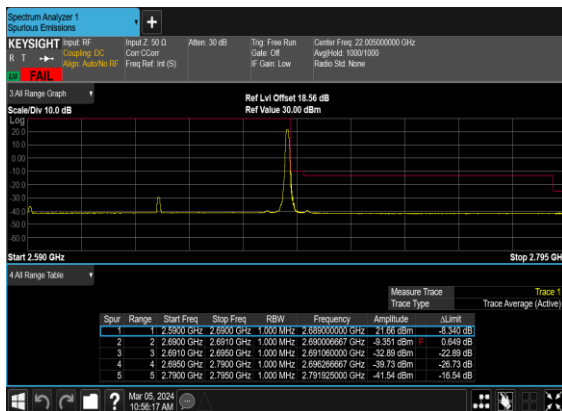 Spectrum Analyzer 1
Spurious Emissions
+
KEYSIGHT Input: RF Input Z: 50 Ω Atten: 30 dB Trig: Free Run Center Freq: 22.005000000 GHz
R T Coupling: DC Corr CCorr Gate: Off Avg|Hold: 1000/1000
Align: Auto/No RF Freq Ref: Int (S) IF Gain: Low Radio Std: None
LXI FAIL
3 All Range Graph
Ref Lvl Offset 18.56 dB
Scale/Div 10.0 dB Ref Value 30.00 dBm
Log
20.0
10.0
0.00
-10.0
-20.0
-30.0
-40.0
-50.0
-60.0
Start 2.590 GHz Stop 2.795 GH
4 All Range Table
Measure Trace Trace 1
Trace Type Trace Average (Active)
Spur Range Start Freq Stop Freq RBW Frequency Amplitude ΔLimit
1 1 2.5900 GHz 2.6900 GHz 1.000 MHz 2.689000000 GHz 21.66 dBm -8.340 dB
2 2 2.6900 GHz 2.6910 GHz 1.000 MHz 2.690006667 GHz -9.351 dBm F 0.649 dB
3 3 2.6910 GHz 2.6950 GHz 1.000 MHz 2.691060000 GHz -32.89 dBm -22.89 dB
4 4 2.6950 GHz 2.7900 GHz 1.000 MHz 2.696266667 GHz -39.73 dBm -26.73 dB
5 5 2.7900 GHz 2.7950 GHz 1.000 MHz 2.791925000 GHz -41.54 dBm -16.54 dB
? Mar 05, 2024
10:56:17 AM